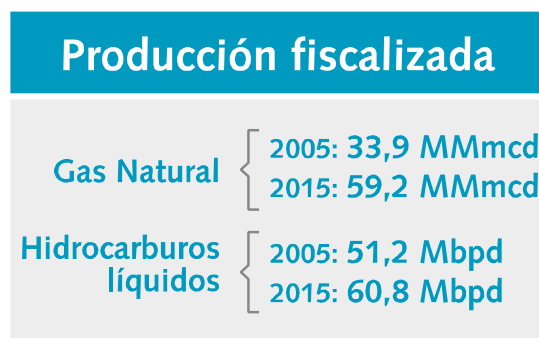 Producción fiscalizada
Gas Natural
2005: 33,9 MMmcd
2015: 59,2 MMmcd
Hidrocarburos
líquidos
2005: 51,2 Mbpd
2015: 60,8 Mbpd